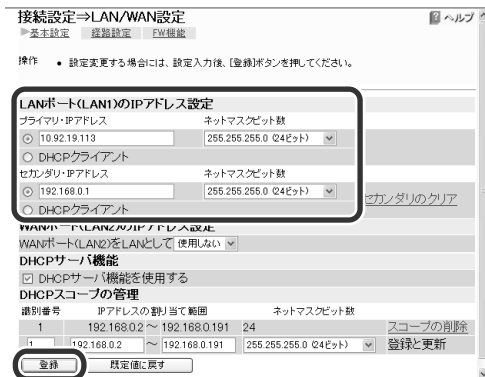 接続設定⇒LAN/WAN設定
ヘルプ
基本設定 経路設定 FW機能
操作 • 設定変更する場合には、設定入力後、[登録]ボタンを押してください。
LANポート(LAN1)のIPアドレス設定
プライマリ・IPアドレス ネットマスクビット数
10.92.19.113 255.255.255.0 (24ビット)
DHCPクライアント
セカンダリ・IPアドレス ネットマスクビット数
192.168.0.1 255.255.255.0 (24ビット)
セカンダリのクリア
DHCPクライアント
WANポート(LAN2)のIPアドレス設定
WANポート(LAN2)をLANとして 使用しない
DHCPサーバ機能
DHCPサーバ機能を使用する
DHCPスコープの管理
識別番号 IPアドレスの割り当て範囲 ネットマスクビット数
1 192.168.0.2 ~ 192.168.0.191 24 スコープの削除
1 192.168.0.2 ~ 192.168.0.191 255.255.255.0 (24ビット) 登録と更新
登録 既定値に戻す